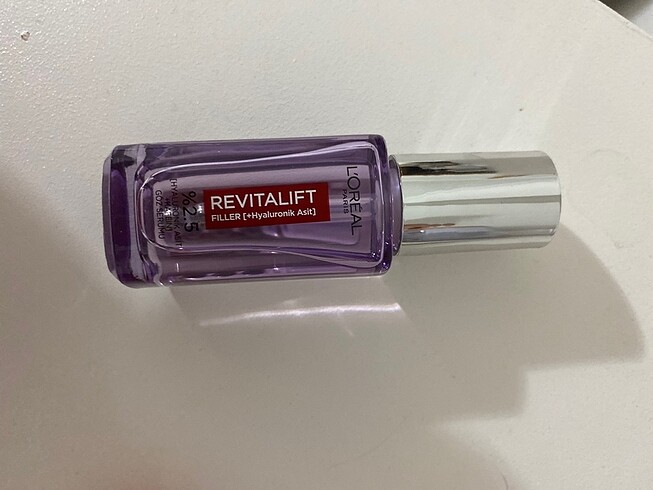 L'ORÉAL
PARIS
REVITALIFT
FILLER [+Hyaluronik Asit]
%2.5